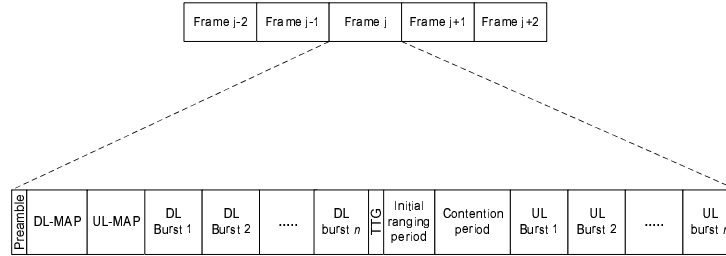 Frame j-2 Frame j-1 Frame j Frame j+1 Frame j+2
Preamble
DL-MAP
UL-MAP
DL
Burst 1
DL
Burst 2
.....
DL
burst n
TTG
Initial
ranging
period
Contention
period
UL
Burst 1
UL
Burst 2
.....
UL
burst n